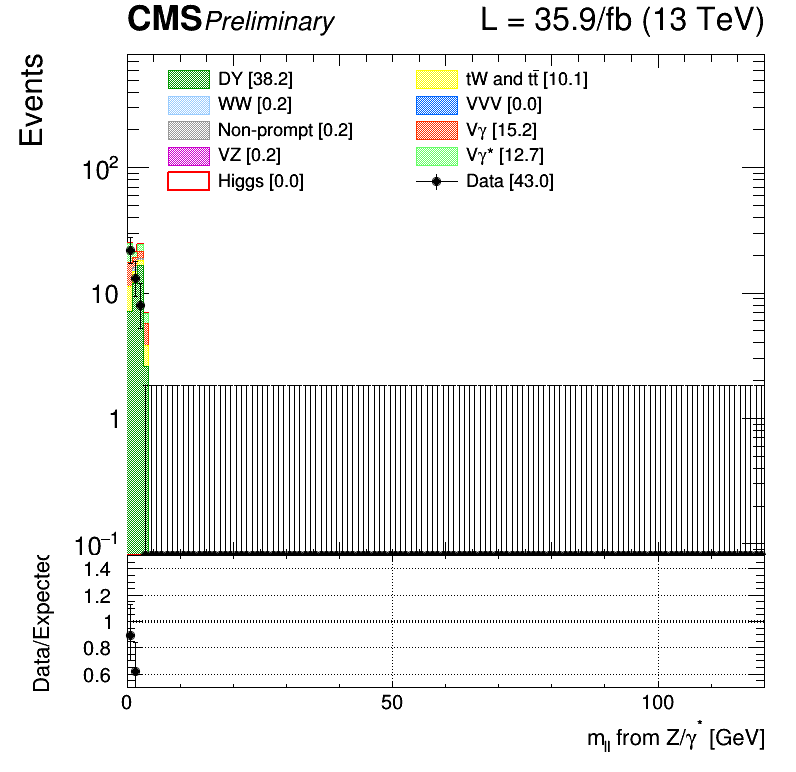 CMS Preliminary L = 35.9/fb (13 TeV)
Events
DY [38.2]
WW [0.2]
Non-prompt [0.2]
VZ [0.2]
Higgs [0.0]
tW and tt̄ [10.1]
VVV [0.0]
Vγ [15.2]
Vγ* [12.7]
Data [43.0]
10²
10
1
10⁻¹
Data/Expected
1.4
1.2
1
0.8
0.6
0 50 100
m_ll from Z/γ* [GeV]